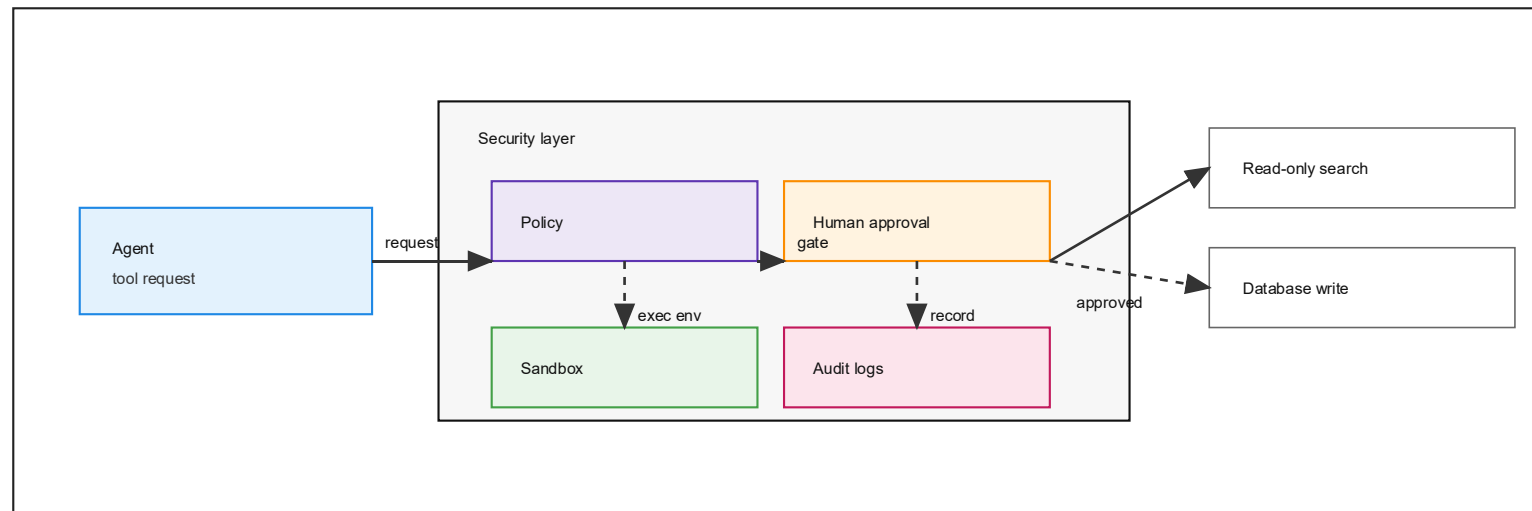 Security layer
Agent
tool request
request
Policy
Human approval
gate
exec env
record
Sandbox
Audit logs
approved
Read-only search
Database write